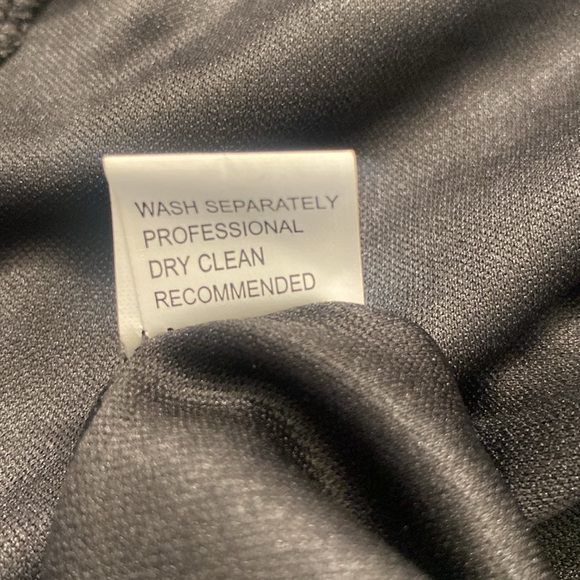 WASH SEPARATELY
PROFESSIONAL
DRY CLEAN
RECOMMENDED